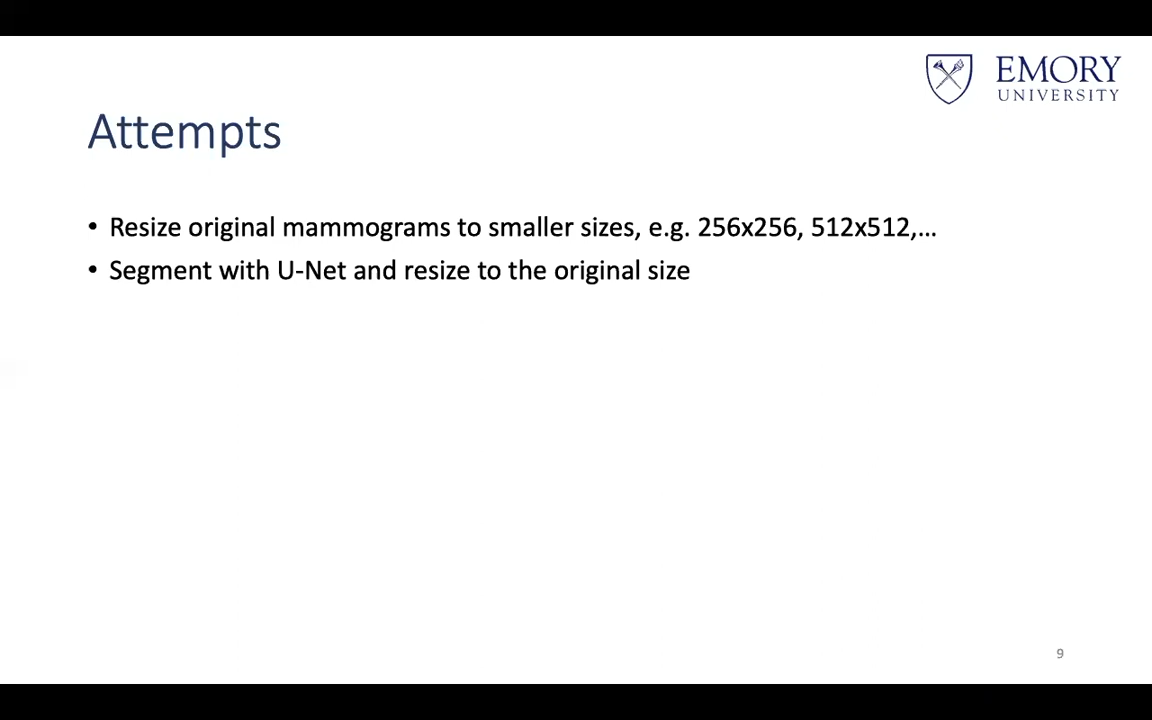 EMORY
UNIVERSITY
Attempts
• Resize original mammograms to smaller sizes, e.g. 256x256, 512x512,…
• Segment with U-Net and resize to the original size
9